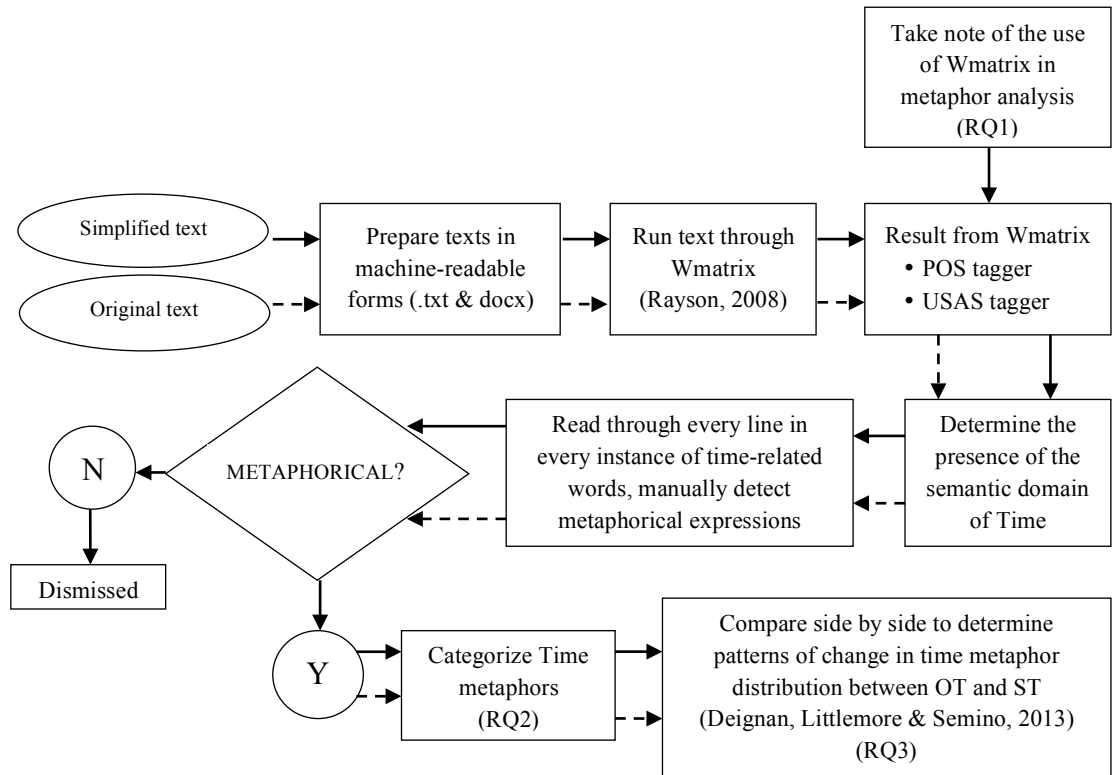 Take note of the use
of Wmatrix in
metaphor analysis
(RQ1)
Simplified text
Original text
Prepare texts in
machine-readable
forms (.txt & docx)
Run text through
Wmatrix
(Rayson, 2008)
Result from Wmatrix
• POS tagger
• USAS tagger
Determine the
presence of the
semantic domain
of Time
Read through every line in
every instance of time-related
words, manually detect
metaphorical expressions
METAPHORICAL?
N
Dismissed
Y
Categorize Time
metaphors
(RQ2)
Compare side by side to determine
patterns of change in time metaphor
distribution between OT and ST
(Deignan, Littlemore & Semino, 2013)
(RQ3)